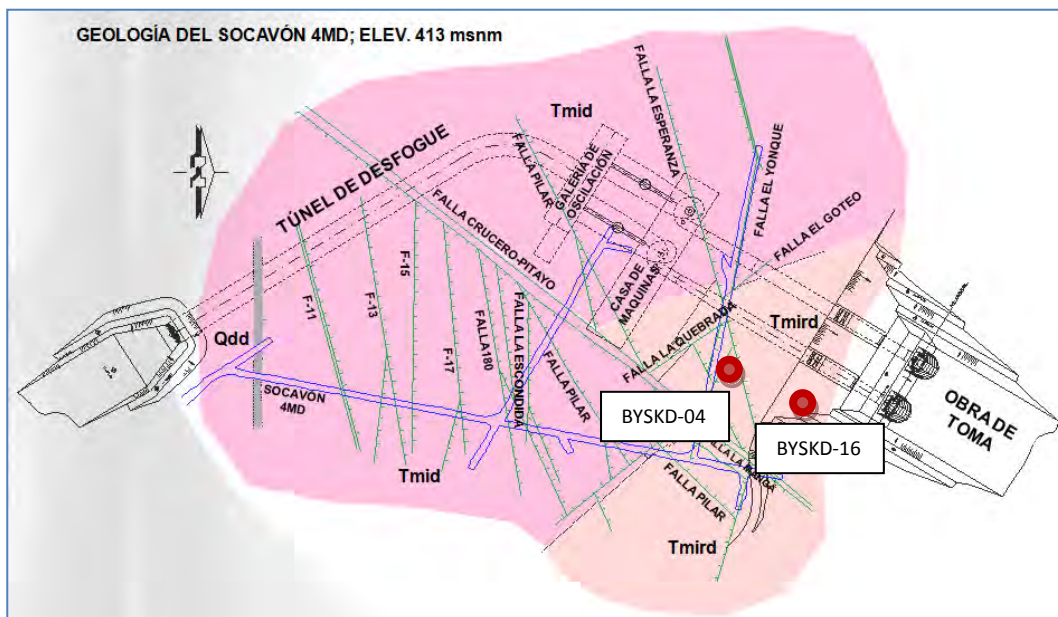 GEOLOGÍA DEL SOCAVÓN 4MD; ELEV. 413 msnm
Tmid
FALLA LA ESPERANZA
TÚNEL DE DESFOGUE
FALLA PILAR
GALERÍA DE
OSCILACIÓN
FALLA EL YONQUE
FALLA CRUCERO-PITAYO
FALLA EL GOTEO
F-15
F-11
F-13
CASA DE
MAQUINAS
Tmird
Qdd
F-17
FALLA180
FALLA LA ESCONDIDA
FALLA LA QUEBRADA
FALLA PILAR
SOCAVÓN
4MD
BYSKD-04
BYSKD-16
OBRA DE
TOMA
Tmid
FALLA PILAR
Tmird